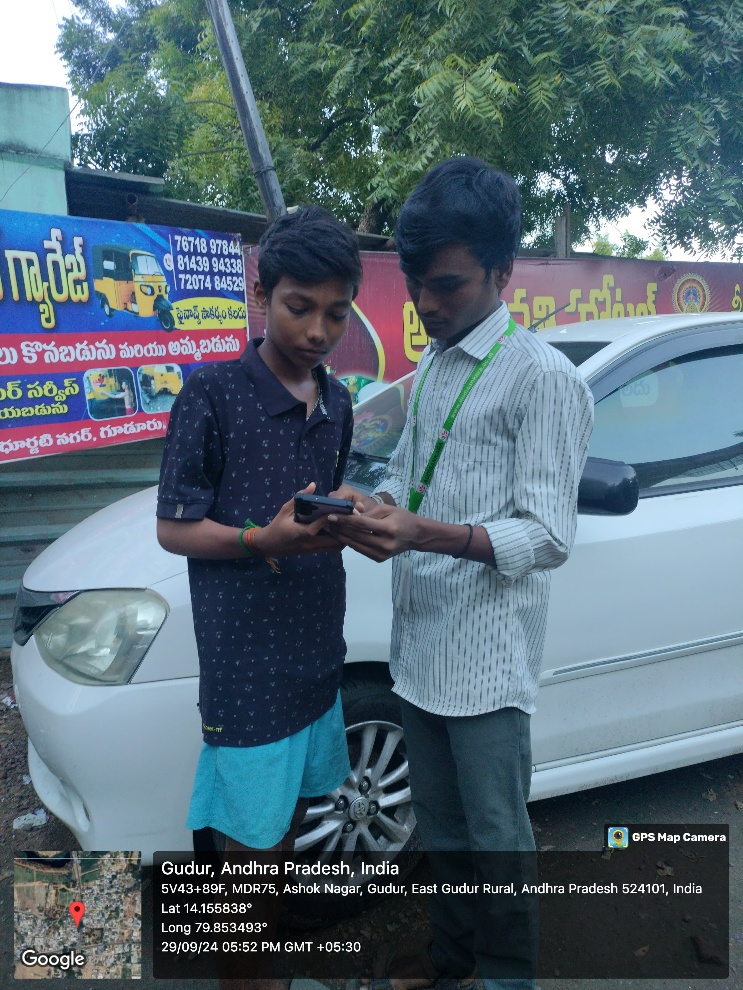 గ్యారేజ్
76718 97844
81439 94338
72074 84529
ఫైనాన్స్ సౌకర్యం కలదు
లు కొనబడును మరియు అమ్మబడును
ర్ సర్వీస్
యబడును
ధూర్జటి నగర్, గూడూరు,
హోటల్
GPS Map Camera
Gudur, Andhra Pradesh, India
5V43+89F, MDR75, Ashok Nagar, Gudur, East Gudur Rural, Andhra Pradesh 524101, India
Lat 14.155838°
Long 79.853493°
29/09/24 05:52 PM GMT +05:30
Google